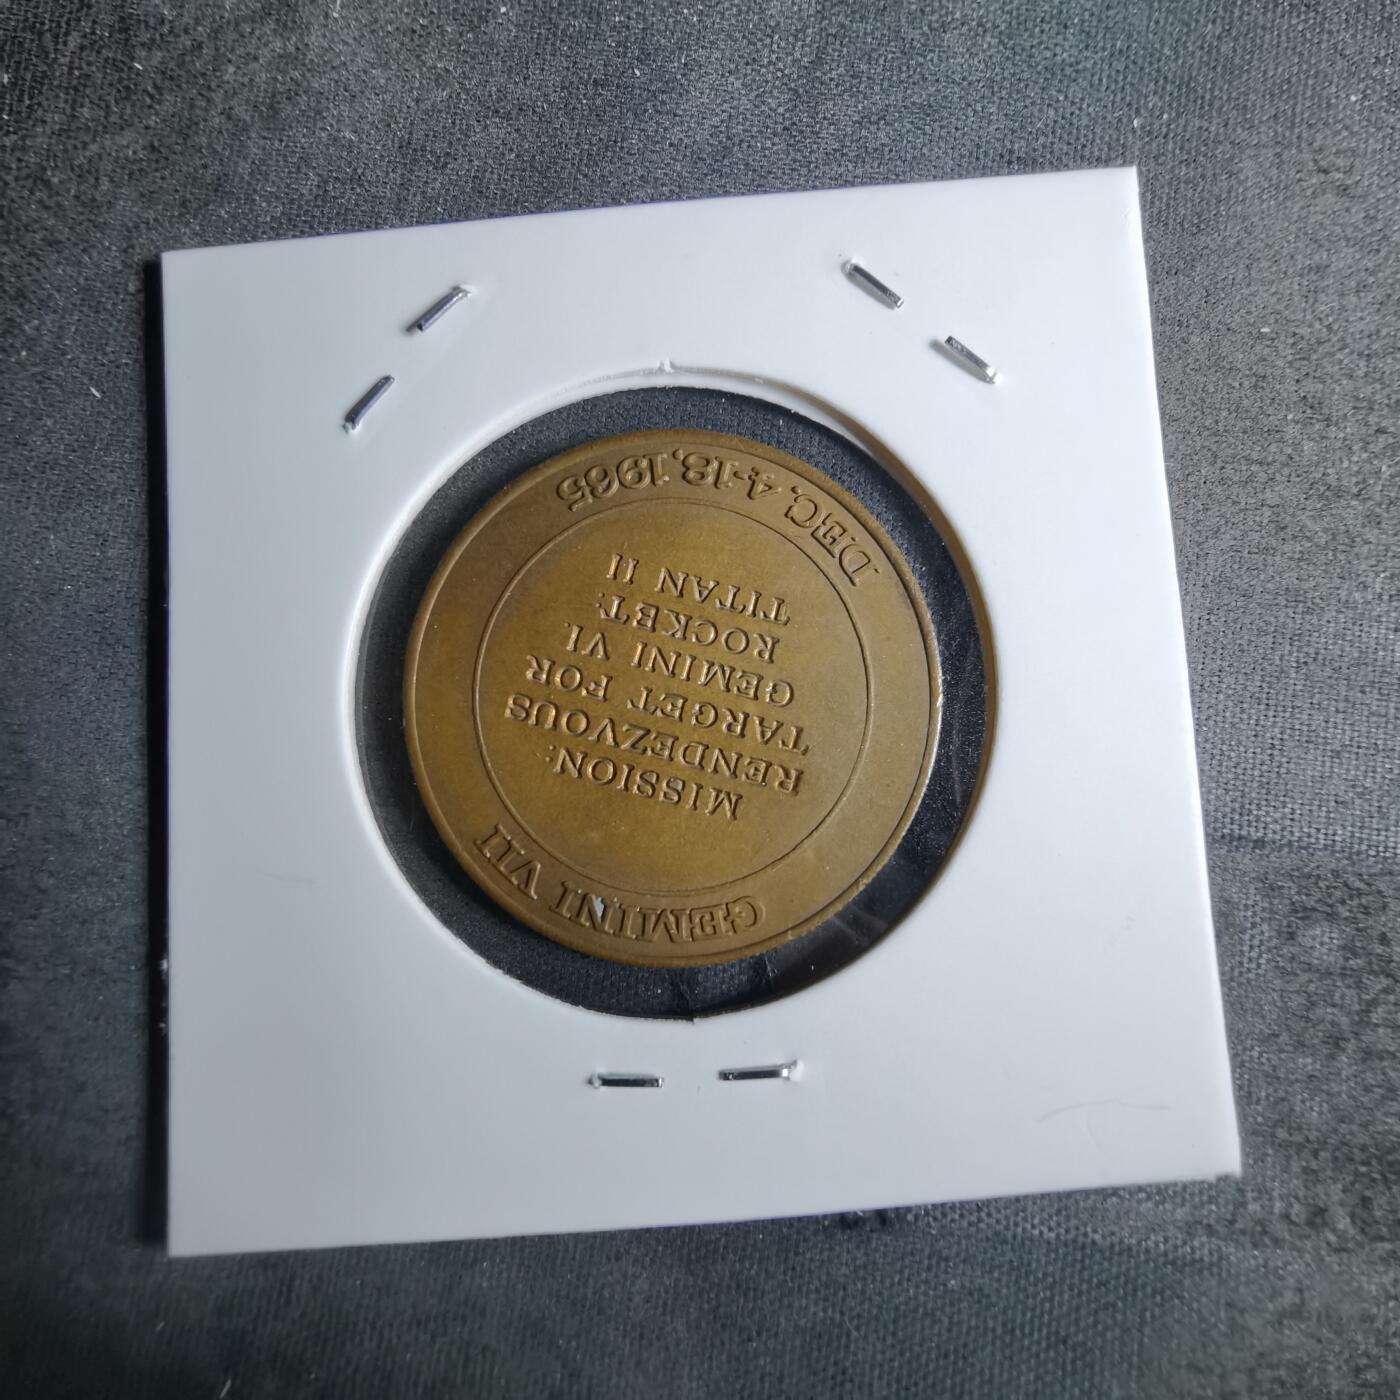 GEMINI VII
MISSION:
RENDEZVOUS
TARGET FOR
GEMINI VI.
ROCKET:
TITAN II
DEC. 4-18, 1965